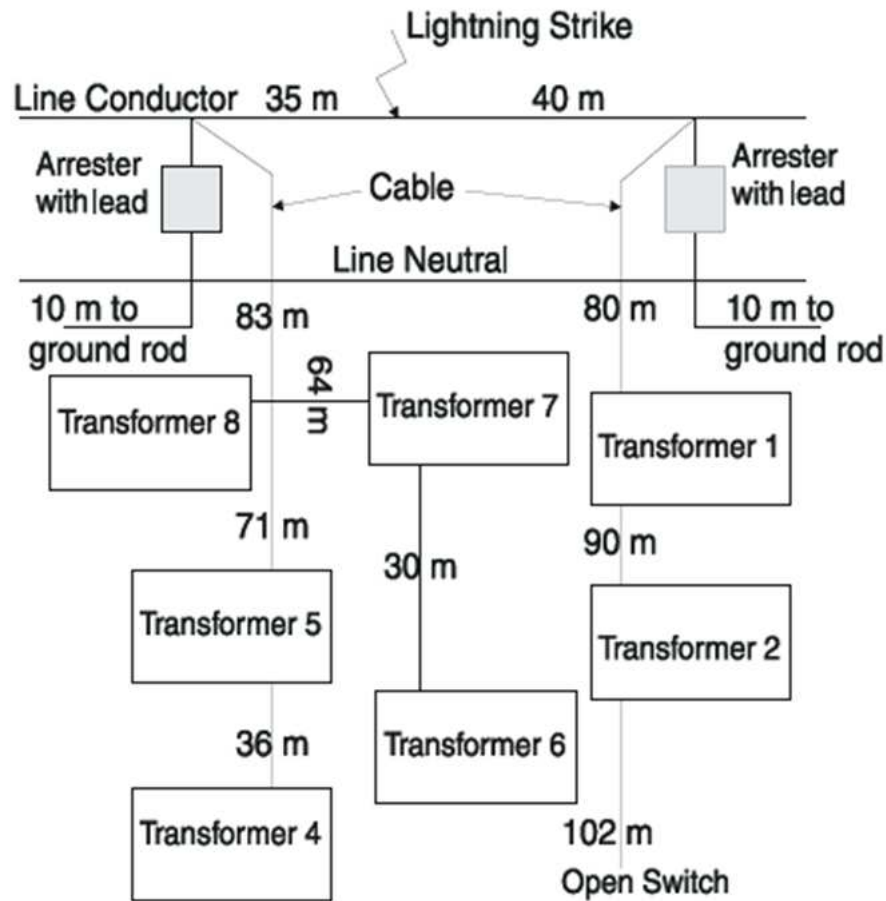 Lightning Strike
Line Conductor
35 m
40 m
Arrester
with lead
Cable
Arrester
with lead
Line Neutral
10 m to
ground rod
83 m
80 m
10 m to
ground rod
64 m
Transformer 8
Transformer 7
Transformer 1
71 m
90 m
30 m
Transformer 5
Transformer 2
36 m
Transformer 6
Transformer 4
102 m
Open Switch